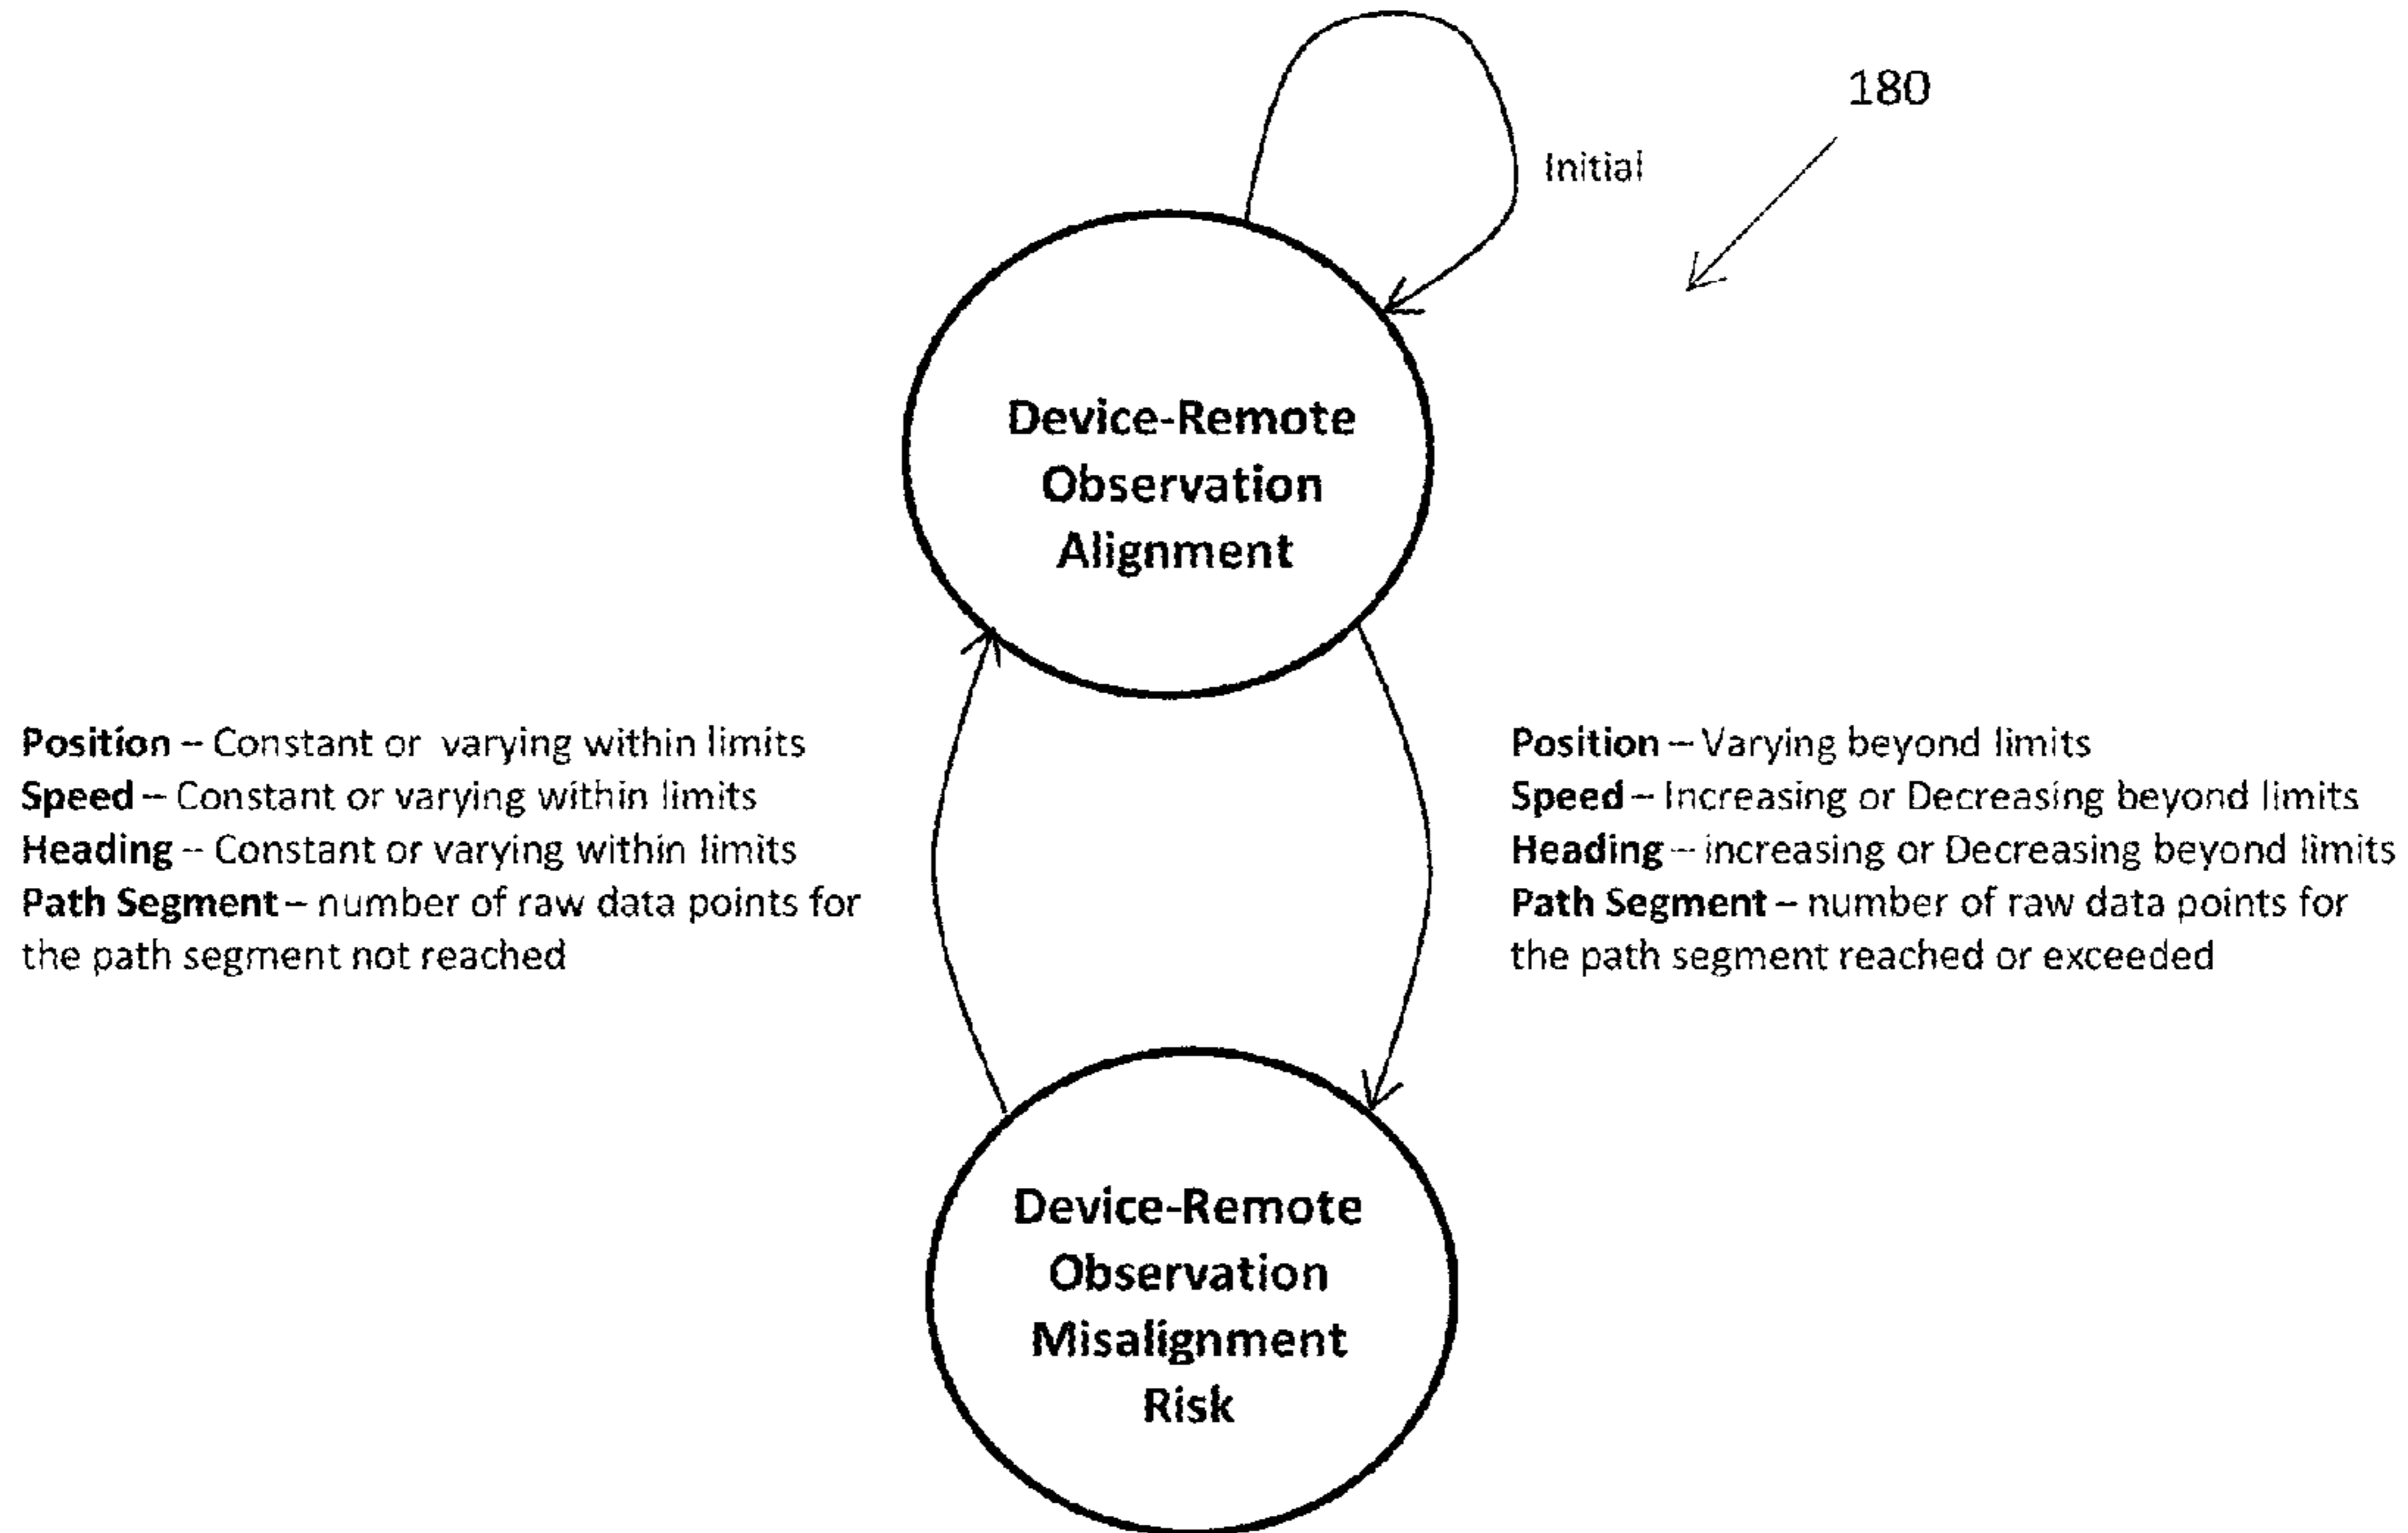 180
Initial
Device-Remote
Observation
Alignment
Position – Constant or varying within limits
Speed – Constant or varying within limits
Heading – Constant or varying within limits
Path Segment – number of raw data points for
the path segment not reached
Position – Varying beyond limits
Speed – Increasing or Decreasing beyond limits
Heading – increasing or Decreasing beyond limits
Path Segment – number of raw data points for
the path segment reached or exceeded
Device-Remote
Observation
Misalignment
Risk